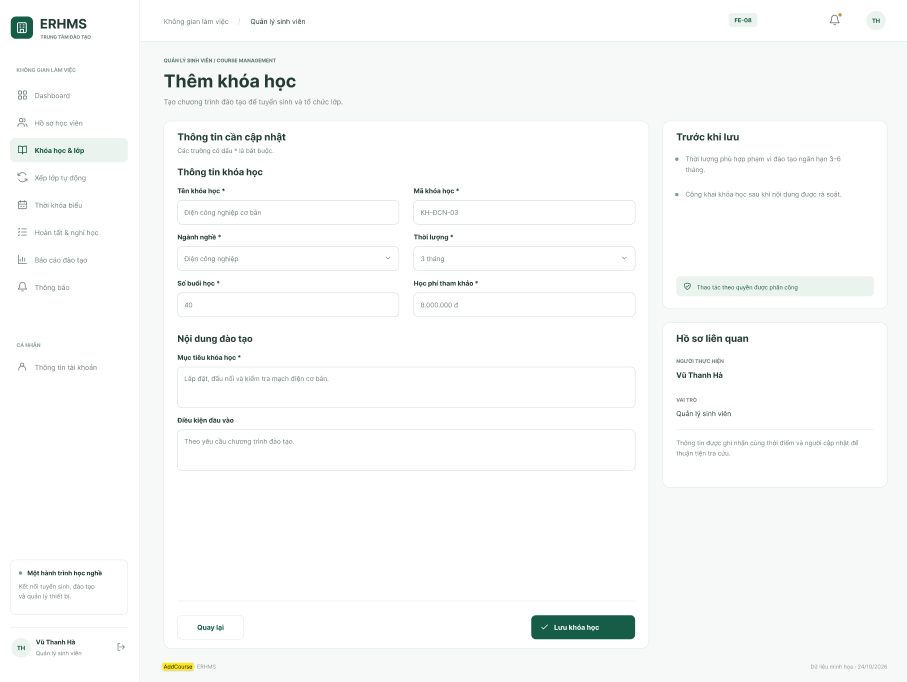 ERHMS
TRUNG TÂM ĐÀO TẠO
KHÔNG GIAN LÀM VIỆC
Dashboard
Hồ sơ học viên
Khóa học & lớp
Xếp lớp tự động
Thời khóa biểu
Hoàn tất & nghỉ học
Báo cáo đào tạo
Thông báo
CÁ NHÂN
Thông tin tài khoản
Một hành trình học nghề
Kết nối tuyển sinh, đào tạo
và quản lý thiết bị.
TH
Vũ Thanh Hà
Quản lý sinh viên
Không gian làm việc / Quản lý sinh viên
FE-08
TH
QUẢN LÝ SINH VIÊN / COURSE MANAGEMENT
Thêm khóa học
Tạo chương trình đào tạo để tuyển sinh và tổ chức lớp.
Thông tin cần cập nhật
Các trường có dấu * là bắt buộc.
Thông tin khóa học
Tên khóa học *
Mã khóa học *
Điện công nghiệp cơ bản
KH-ĐCN-03
Ngành nghề *
Thời lượng *
Điện công nghiệp
3 tháng
Số buổi học *
Học phí tham khảo *
40
8.000.000 đ
Nội dung đào tạo
Mục tiêu khóa học *
Lắp đặt, đấu nối và kiểm tra mạch điện cơ bản.
Điều kiện đầu vào
Theo yêu cầu chương trình đào tạo.
Quay lại
Lưu khóa học
Trước khi lưu
Thời lượng phù hợp phạm vi đào tạo ngắn hạn 3–6
tháng.
Công khai khóa học sau khi nội dung được rà soát.
Thao tác theo quyền được phân công
Hồ sơ liên quan
NGƯỜI THỰC HIỆN
Vũ Thanh Hà
VAI TRÒ
Quản lý sinh viên
Thông tin được ghi nhận cùng thời điểm và người cập nhật để
thuận tiện tra cứu.
AddCourse ERHMS
Dữ liệu minh họa · 24/10/2026